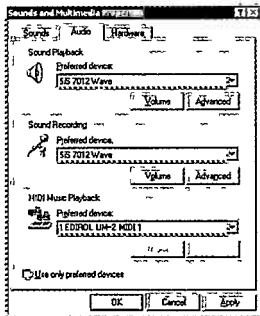 Sounds and Multimedia
Sounds Audio Hardware
Sound Playback
Preferred device:
SiS 7012 Wave
Volume Advanced
Sound Recording
Preferred device:
SiS 7012 Wave
Volume Advanced
MIDI Music Playback
Preferred device:
1 EDIROL UM-2 MIDI 1
Use only preferred devices
OK Cancel Apply